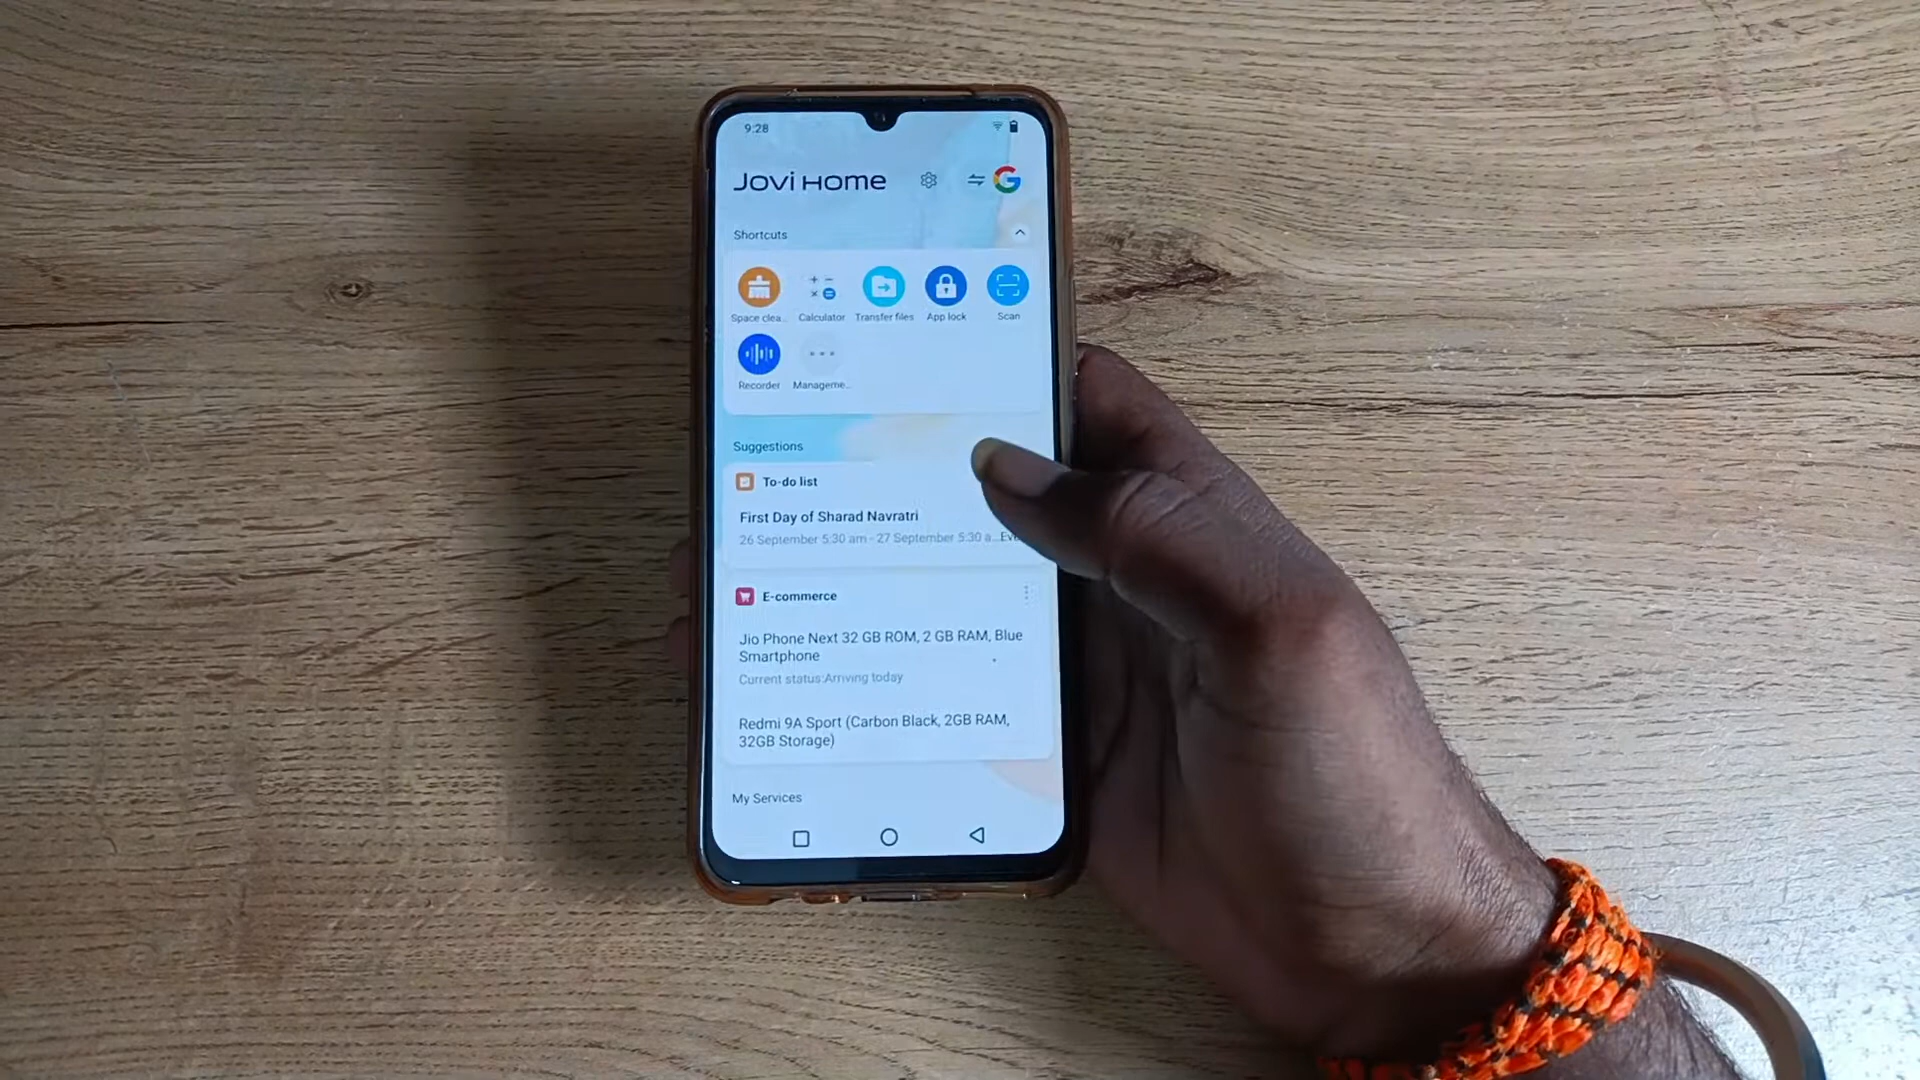 9:28
Jovi Home
Shortcuts
Space clea...
Calculator
Transfer files
App lock
Scan
Recorder
Manageme...
Suggestions
To-do list
First Day of Sharad Navratri
26 September 5:30 am - 27 September 5:30 a...
E-commerce
Jio Phone Next 32 GB ROM, 2 GB RAM, Blue
Smartphone
Current status:Arriving today
Redmi 9A Sport (Carbon Black, 2GB RAM,
32GB Storage)
My Services